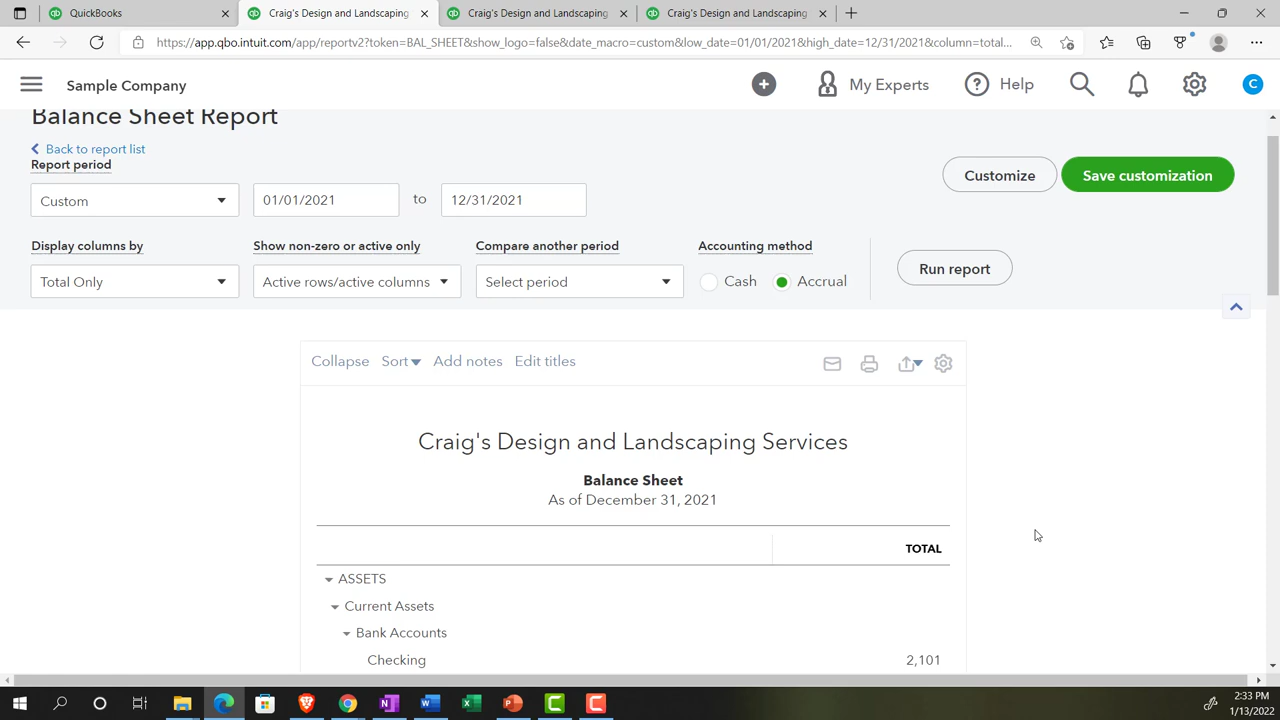 QuickBooks
Craig's Design and Landscaping
Craig's Design and Landscaping
Craig's Design and Landscaping
https://app.qbo.intuit.com/app/reportv2?token=BAL_SHEET&show_logo=false&date_macro=custom&low_date=01/01/2021&high_date=12/31/2021&column=total...
Sample Company
My Experts
Help
C
Balance Sheet Report
Back to report list
Report period
Custom
01/01/2021
to
12/31/2021
Customize
Save customization
Display columns by
Show non-zero or active only
Compare another period
Accounting method
Total Only
Active rows/active columns
Select period
Cash
Accrual
Run report
Collapse
Sort
Add notes
Edit titles
Craig's Design and Landscaping Services
Balance Sheet
As of December 31, 2021
TOTAL
ASSETS
Current Assets
Bank Accounts
Checking 2,101
2:33 PM
1/13/2022